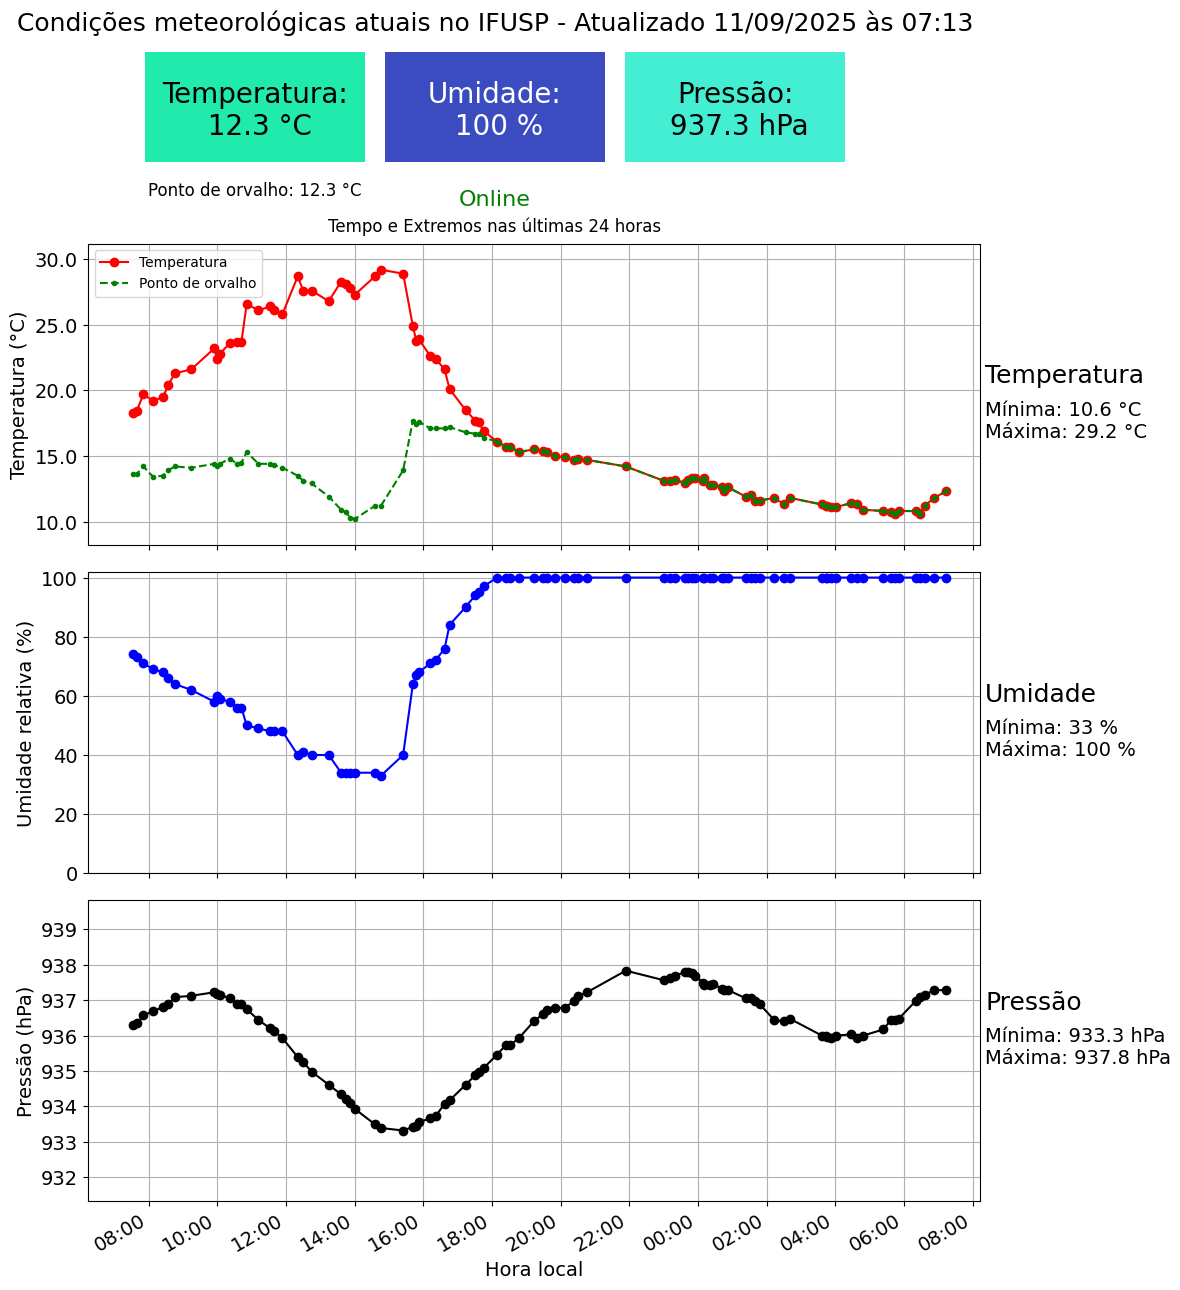 Condições meteorológicas atuais no IFUSP - Atualizado 11/09/2025 às 07:13
Temperatura:
12.3 °C
Umidade:
100 %
Pressão:
937.3 hPa
Ponto de orvalho: 12.3 °C
Online
Tempo e Extremos nas últimas 24 horas
Temperatura
Ponto de orvalho
Temperatura (°C)
30.0
25.0
20.0
15.0
10.0
Temperatura
Mínima: 10.6 °C
Máxima: 29.2 °C
Umidade relativa (%)
100
80
60
40
20
0
Umidade
Mínima: 33 %
Máxima: 100 %
Pressão (hPa)
939
938
937
936
935
934
933
932
Pressão
Mínima: 933.3 hPa
Máxima: 937.8 hPa
08:00 10:00 12:00 14:00 16:00 18:00 20:00 22:00 00:00 02:00 04:00 06:00 08:00
Hora local